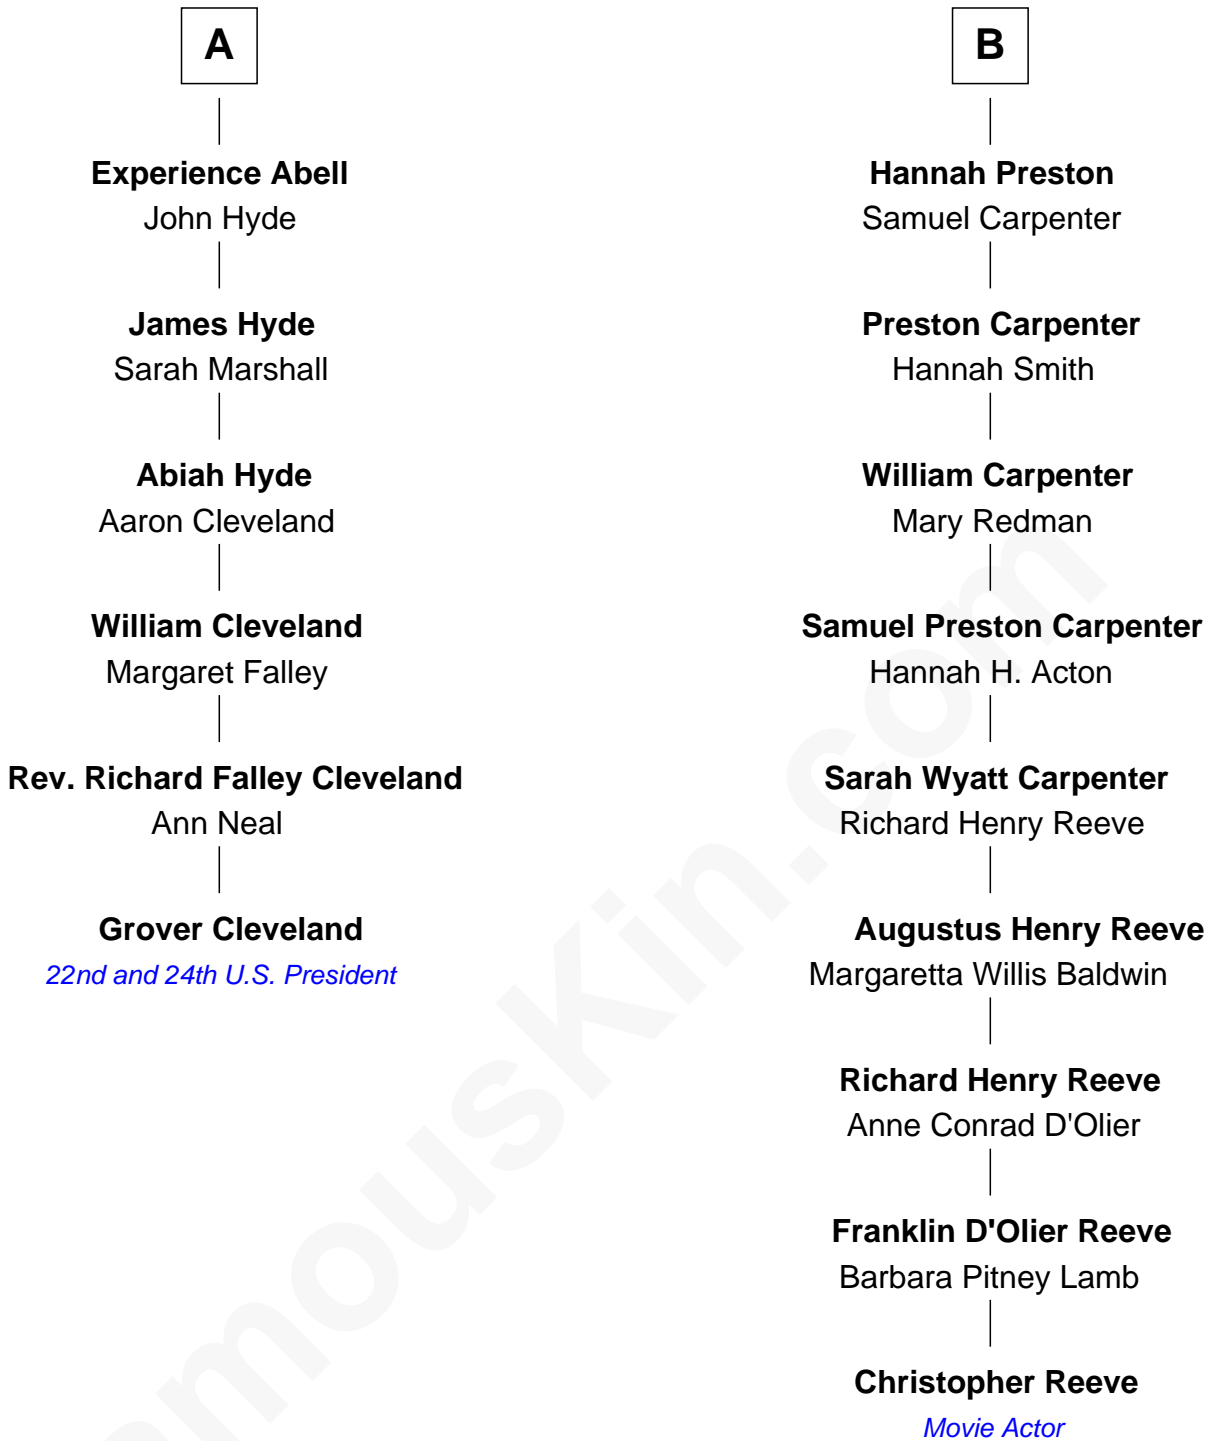 A
Experience Abell
John Hyde
James Hyde
Sarah Marshall
Abiah Hyde
Aaron Cleveland
William Cleveland
Margaret Falley
Rev. Richard Falley Cleveland
Ann Neal
Grover Cleveland
22nd and 24th U.S. President
B
Hannah Preston
Samuel Carpenter
Preston Carpenter
Hannah Smith
William Carpenter
Mary Redman
Samuel Preston Carpenter
Hannah H. Acton
Sarah Wyatt Carpenter
Richard Henry Reeve
Augustus Henry Reeve
Margaretta Willis Baldwin
Richard Henry Reeve
Anne Conrad D'Olier
Franklin D'Olier Reeve
Barbara Pitney Lamb
Christopher Reeve
Movie Actor
mousKin.com